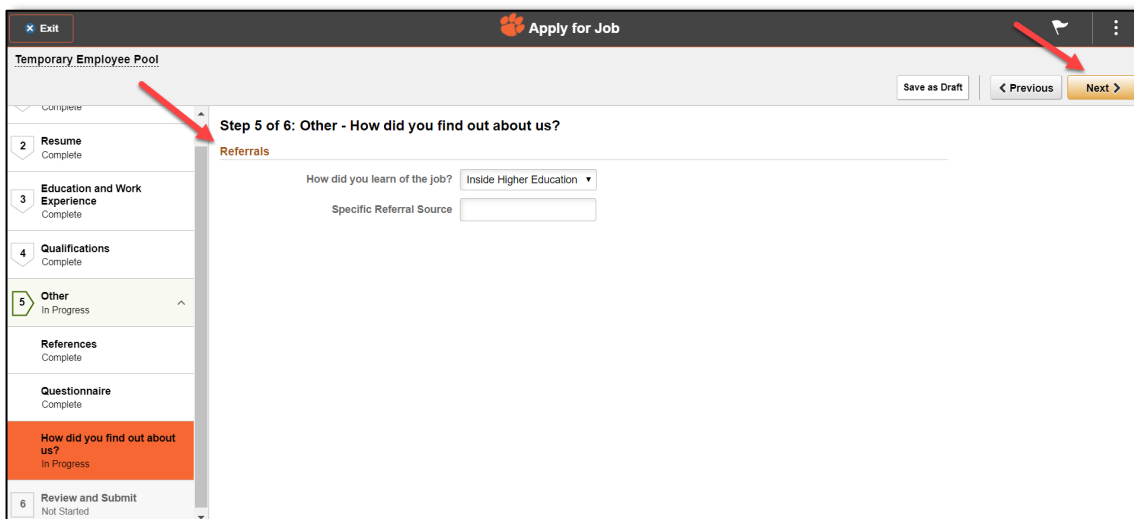 Exit
Apply for Job
Temporary Employee Pool
Save as Draft
Previous
Next
Complete
Step 5 of 6: Other - How did you find out about us?
Referrals
How did you learn of the job? Inside Higher Education
Specific Referral Source
2 Resume
Complete
3 Education and Work
Experience
Complete
4 Qualifications
Complete
5 Other
In Progress
References
Complete
Questionnaire
Complete
How did you find out about
us?
In Progress
6 Review and Submit
Not Started